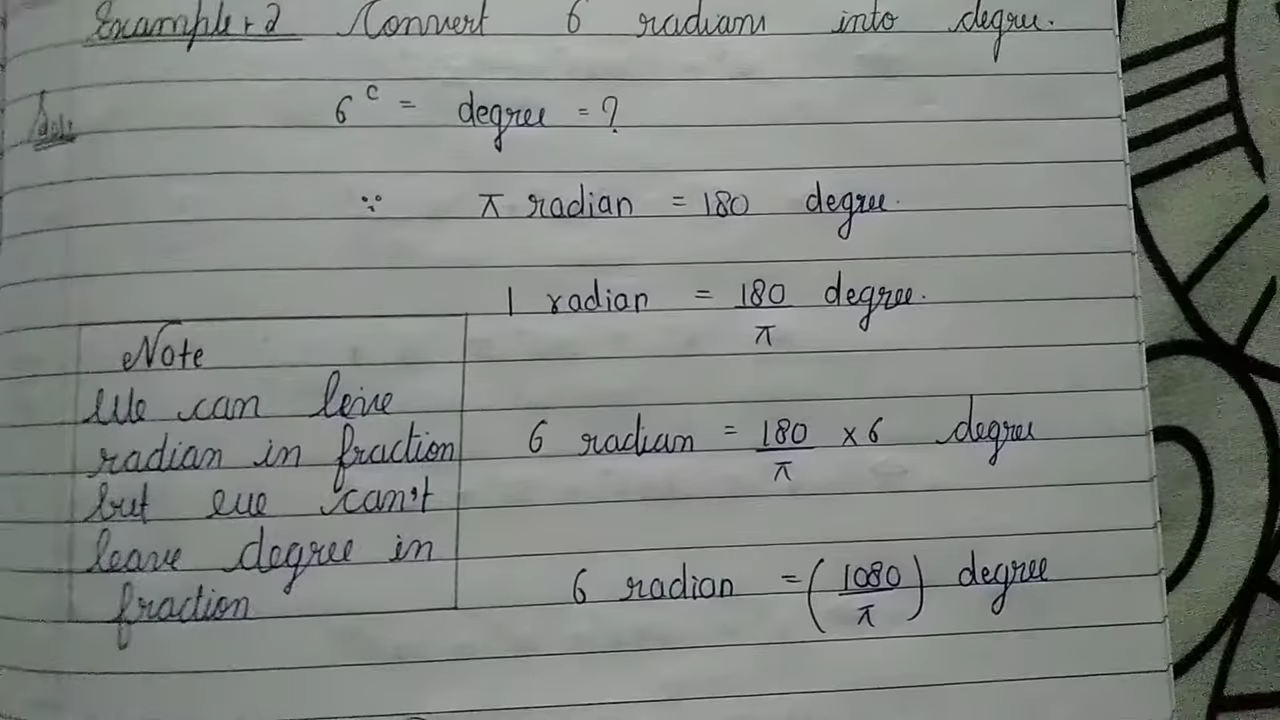 Example:2 Convert 6 radians into degree.
Soln
6^c = degree = ?
∵ π radian = 180 degree.
1 radian = 180/π degree.
Note
We can leive
radian in fraction
but we can't
leave degree in
fraction
6 radian = 180/π × 6 degree
6 radian = (1080/π) degree